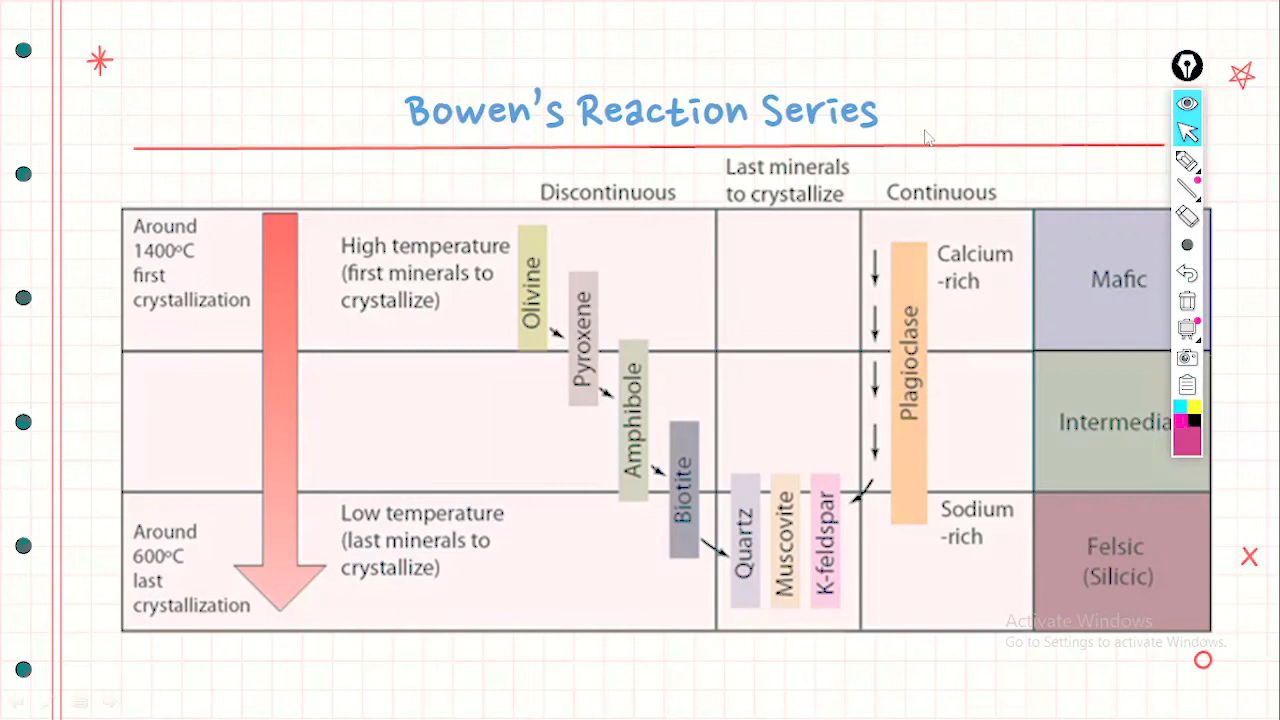 Bowen's Reaction Series
Discontinuous
Last minerals
to crystallize
Continuous
Around
1400ºC
first
crystallization
High temperature
(first minerals to
crystallize)
Olivine
Pyroxene
Amphibole
Biotite
Quartz
Muscovite
K-feldspar
Plagioclase
Calcium
-rich
Mafic
Intermedia
Around
600ºC
last
crystallization
Low temperature
(last minerals to
crystallize)
Sodium
-rich
Felsic
(Silicic)
Activate Windows
Go to Settings to activate Windows.